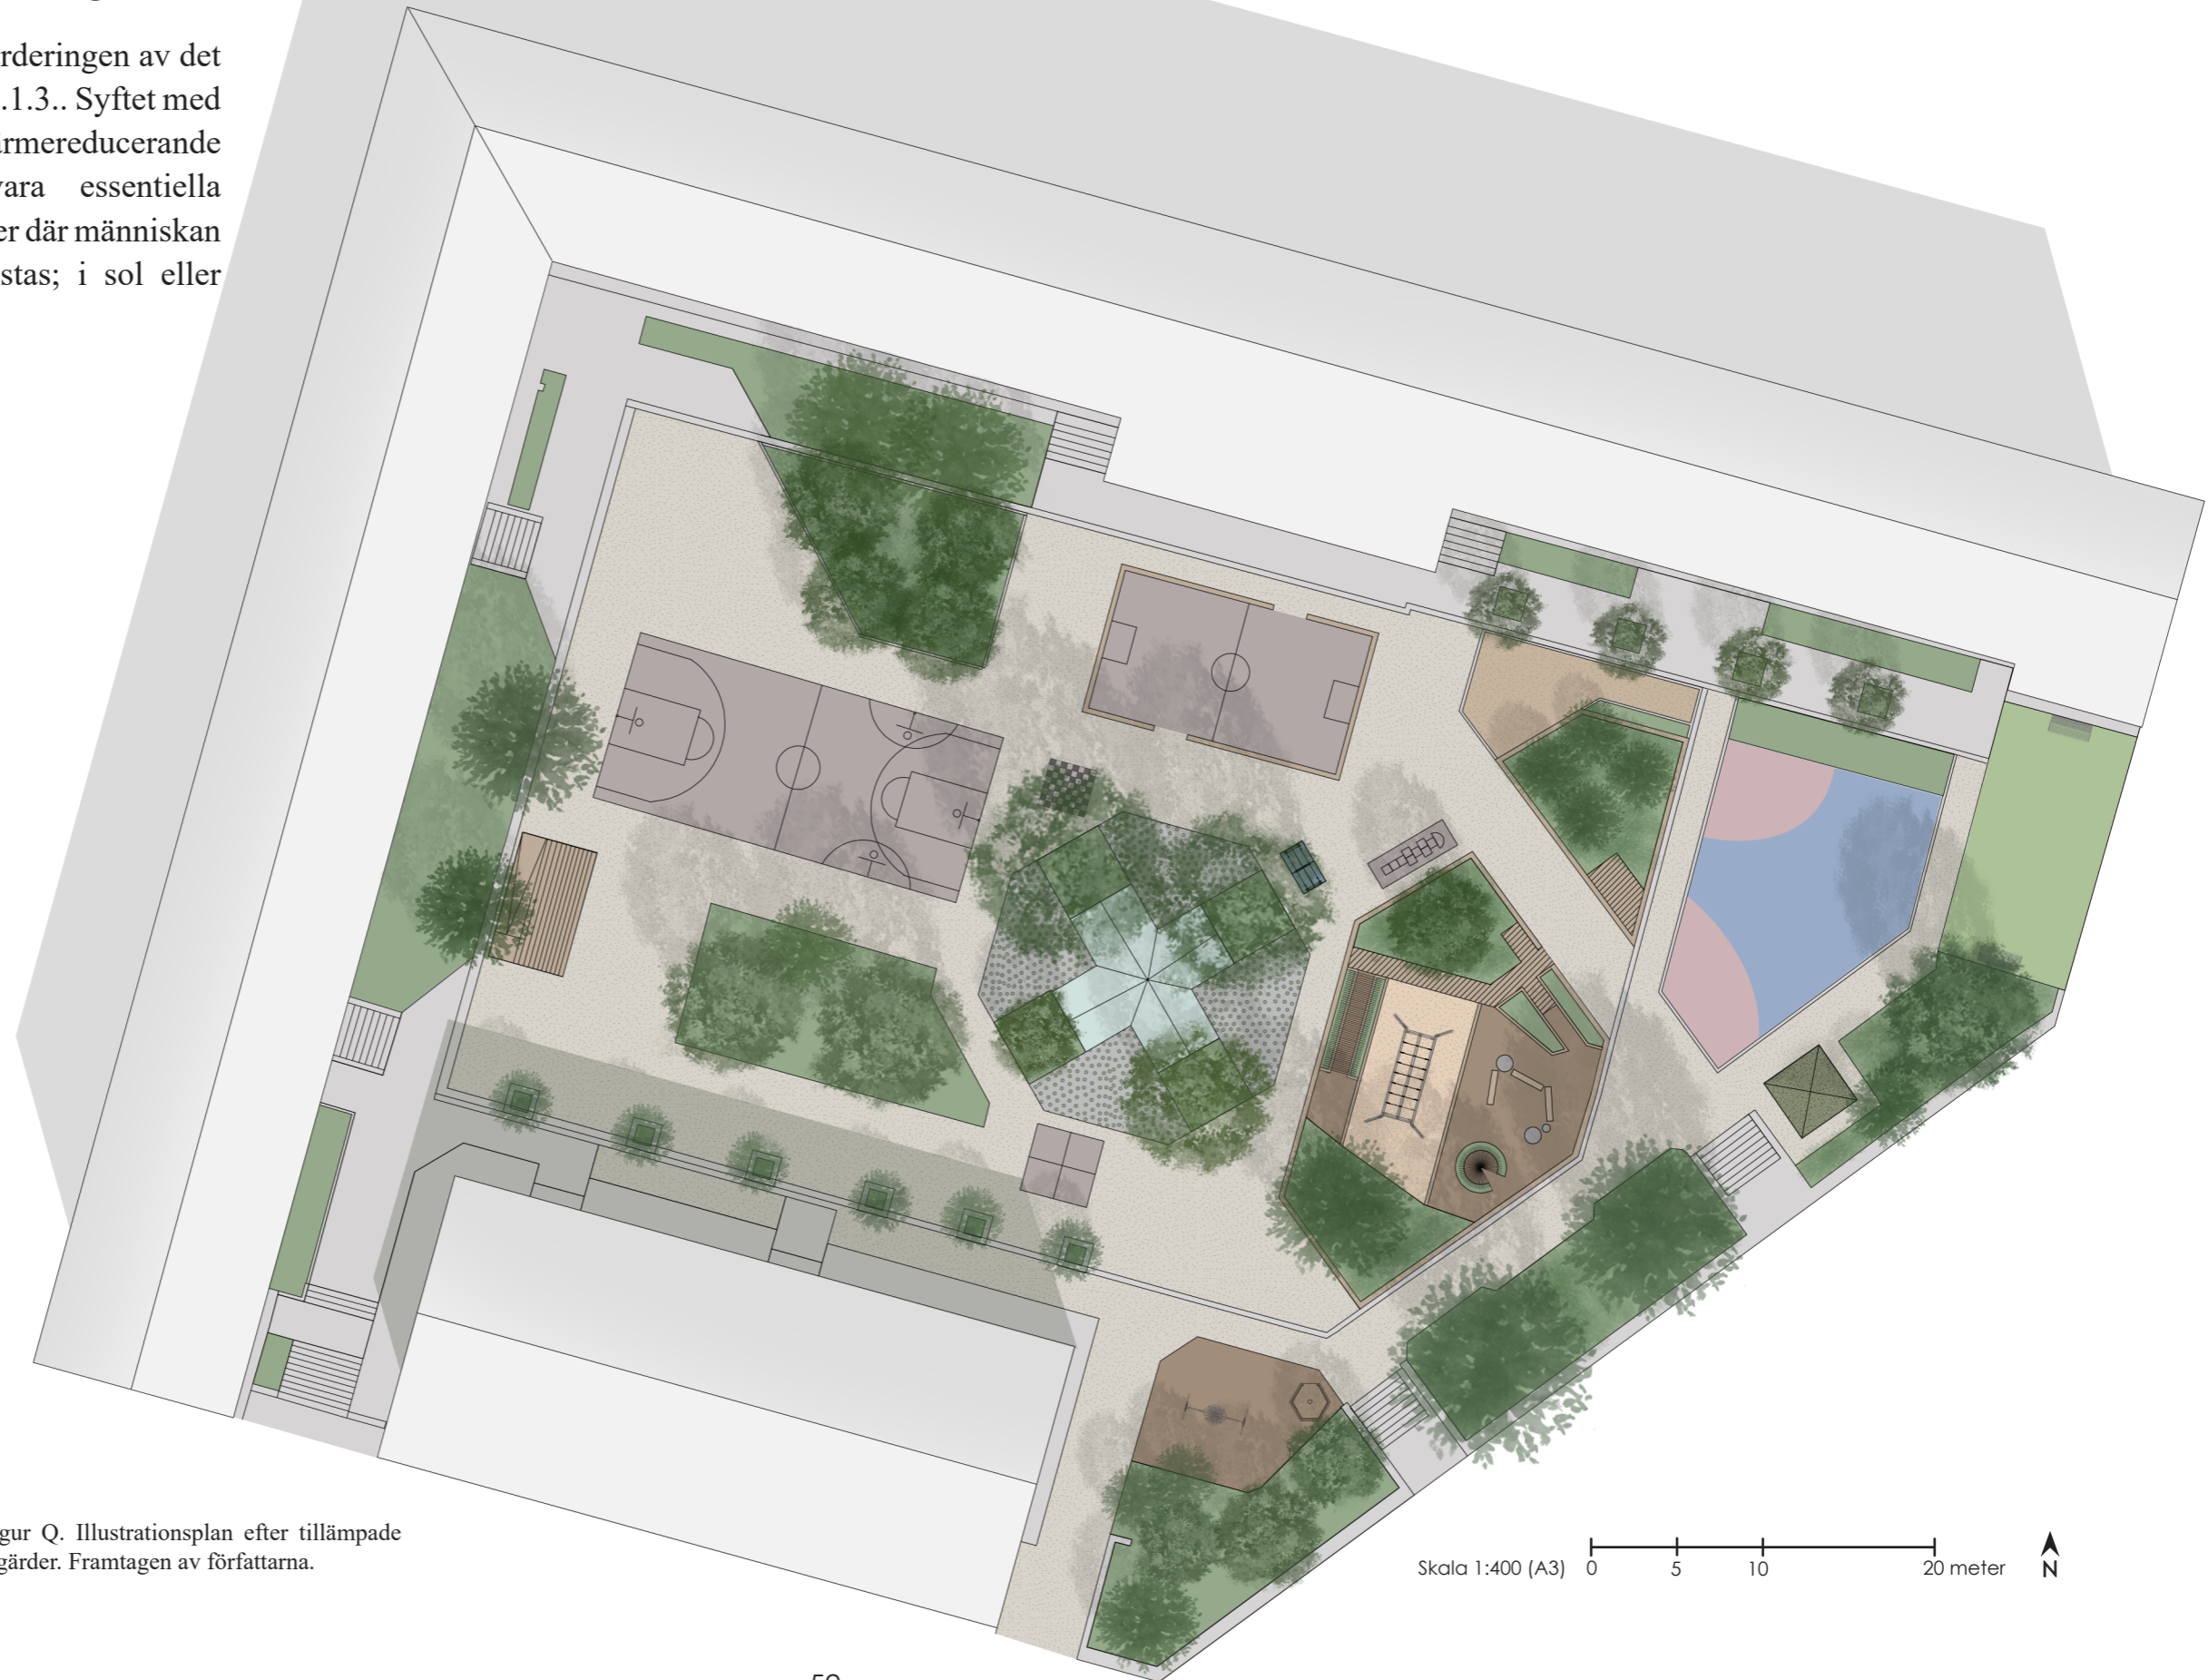 rderingen av det
.1.3.. Syftet med
rmereducerande
vara essentiella
er där människan
stas; i sol eller
gur Q. Illustrationsplan efter tillämpade
gärder. Framtagen av författarna.
Skala 1:400 (A3) 0 5 10 20 meter N